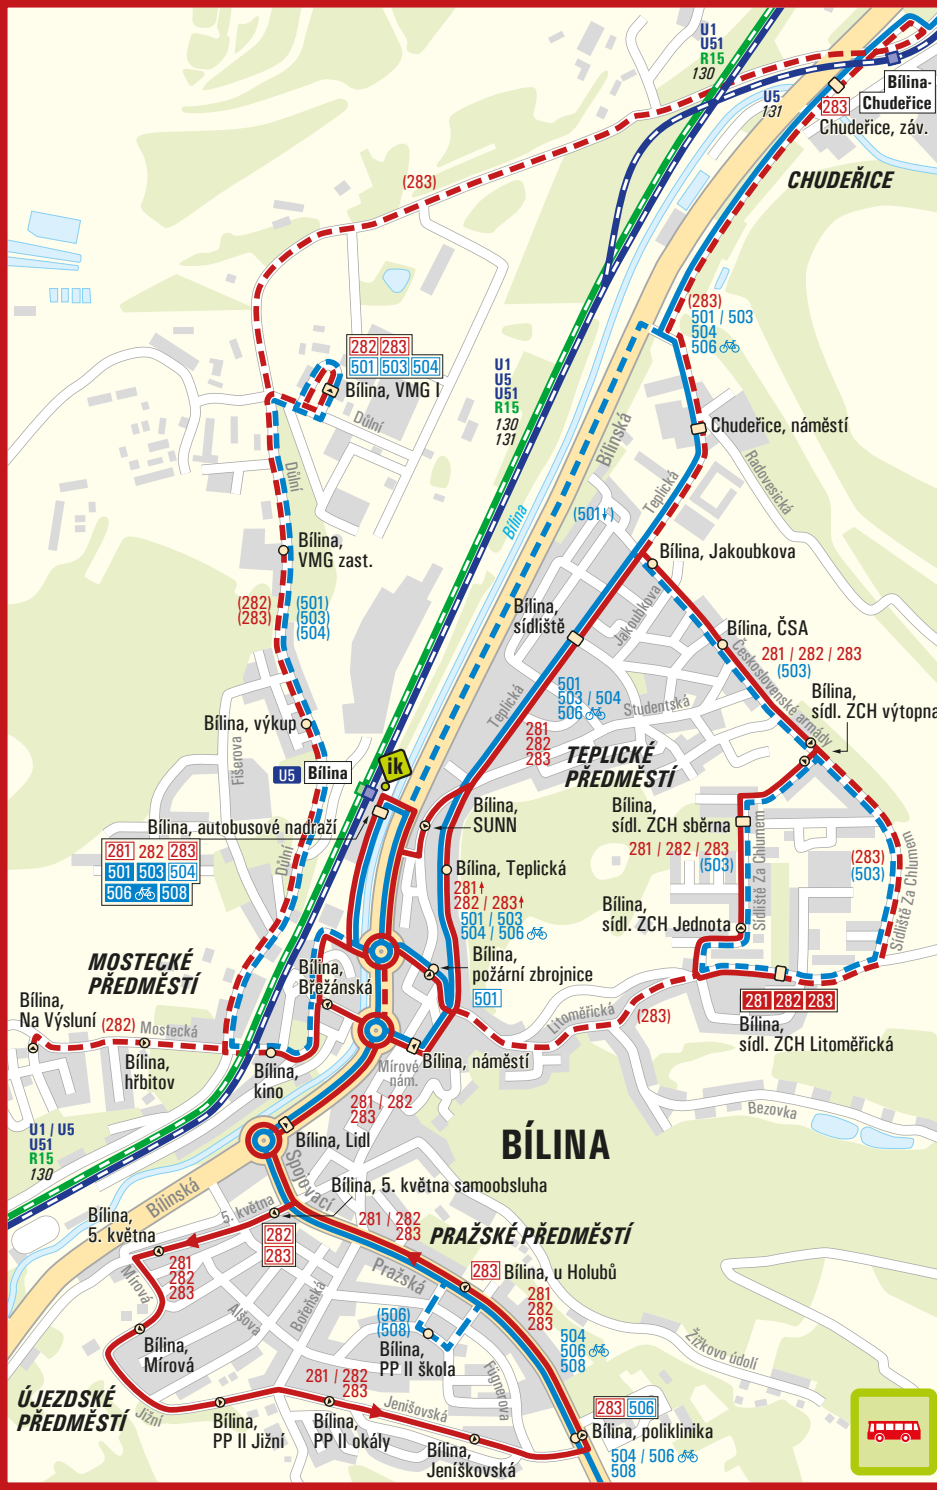 U1
U51
R15
130
U5
131
Bílina-
Chudeřice
283
Chudeřice, záv.
CHUDEŘICE
(283)
(283)
501 / 503
504
506
282 283
501 503 504
Bílina, VMG I
Důlní
U1
U5
U51
R15
130
131
Bílinská
Chudeřice, náměstí
Radovesická
Teplická
Důlní
Bílina
(501)
Bílina,
VMG zast.
Bílina, Jakoubkova
(282)
(283)
(501)
(503)
(504)
Bílina,
sídliště
Jakoubkova
Bílina, ČSA
Československé armády
281 / 282 / 283
(503)
Bílina,
sídl. ZCH výtopna
501
503 / 504
506
Studentská
Teplická
281
282
283
Bílina, výkup
Fišerova
TEPLICKÉ
PŘEDMĚSTÍ
U5 Bílina
ik
Bílina,
SUNN
Bílina,
sídl. ZCH sběrna
Bílina, autobusové nadraží
281 282 283
501 503 504
506 508
Důlní
281 / 282 / 283
(503)
Sídliště Za Chlumem
(283)
(503)
Sídliště Za Chlumem
Bílina, Teplická
281
282 / 283
501 / 503
504 / 506
Bílina,
sídl. ZCH Jednota
MOSTECKÉ
PŘEDMĚSTÍ
Bílina,
Břežánská
Bílina,
požární zbrojnice
501
Bílina,
Na Výsluní
(282)
Mostecká
Bílina,
hřbitov
Bílina,
kino
Litoměřická
(283)
281 282 283
Bílina,
sídl. ZCH Litoměřická
Bílina, náměstí
Mírové
nám.
Bezovka
281 / 282
283
U1 / U5
U51
R15
130
Bílina, Lidl
BÍLINA
Bílinská
Spojovací
Bílina, 5. května samoobsluha
Bílina,
5. května
5. května
282
283
281 / 282
283
PRAŽSKÉ PŘEDMĚSTÍ
281
282
283
Mírová
Pražská
283 Bílina, u Holubů
Alšova
Bořeňská
281
282
283
(506)
(508)
504
506
508
Bílina,
Mírová
Bílina,
PP II škola
Žižkovo údolí
Fügnerova
ÚJEZDSKÉ
PŘEDMĚSTÍ
281 / 282
283
Jižní
Bílina,
PP II Jižní
Bílina,
PP II okály
Jenišovská
283 506
Bílina, poliklinika
Bílina,
Jeníškovská
504 / 506
508